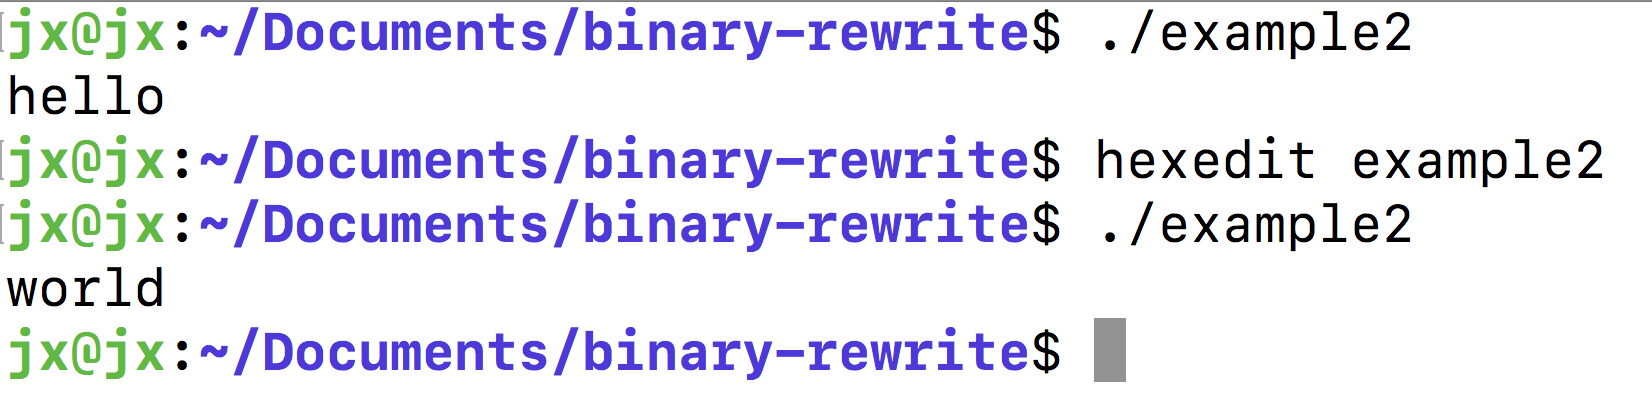 jx@jx:~/Documents/binary-rewrite$ ./example2
hello
jx@jx:~/Documents/binary-rewrite$ hexedit example2
jx@jx:~/Documents/binary-rewrite$ ./example2
world
jx@jx:~/Documents/binary-rewrite$